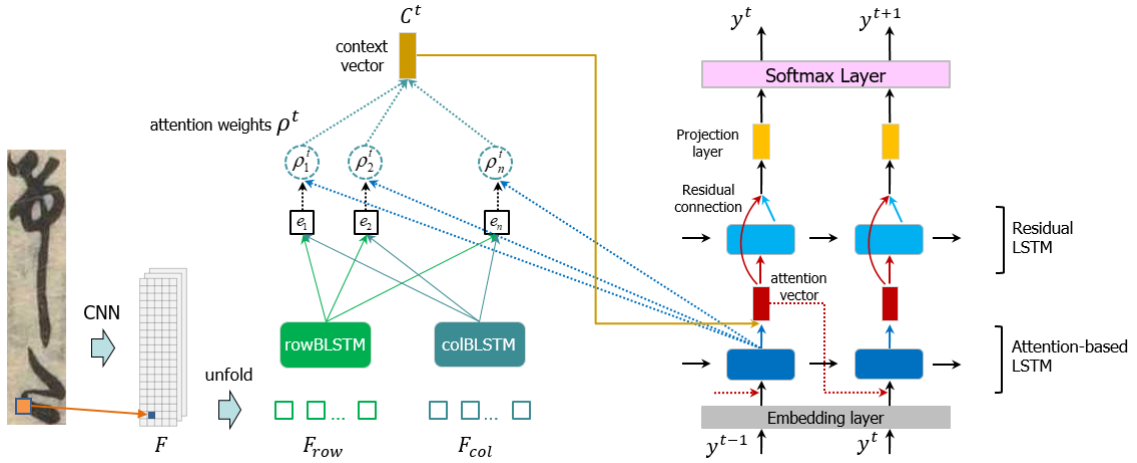 C^t
context
vector
attention weights ρ^t
ρ_1^t ρ_2^t ρ_n^t
e_1 e_2 e_n
rowBLSTM colBLSTM
CNN
unfold
F
F_row
F_col
y^t y^{t+1}
Softmax Layer
Projection
layer
Residual
connection
Residual
LSTM
attention
vector
Attention-based
LSTM
Embedding layer
y^{t−1} y^t